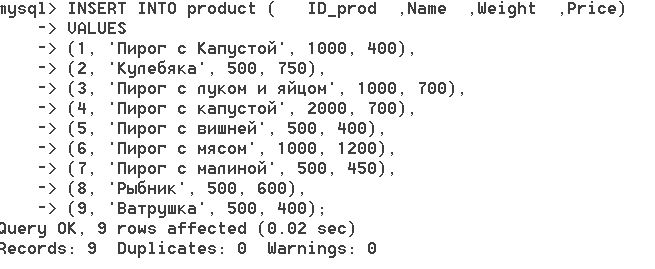 mysql> INSERT INTO product (   ID_prod  ,Name  ,Weight  ,Price)
    -> VALUES
    -> (1, 'Пирог с Капустой', 1000, 400),
    -> (2, 'Кулебяка', 500, 750),
    -> (3, 'Пирог с луком и яйцом', 1000, 700),
    -> (4, 'Пирог с капустой', 2000, 700),
    -> (5, 'Пирог с вишней', 500, 400),
    -> (6, 'Пирог с мясом', 1000, 1200),
    -> (7, 'Пирог с малиной', 500, 450),
    -> (8, 'Рыбник', 500, 600),
    -> (9, 'Ватрушка', 500, 400);
Query OK, 9 rows affected (0.02 sec)
Records: 9  Duplicates: 0  Warnings: 0